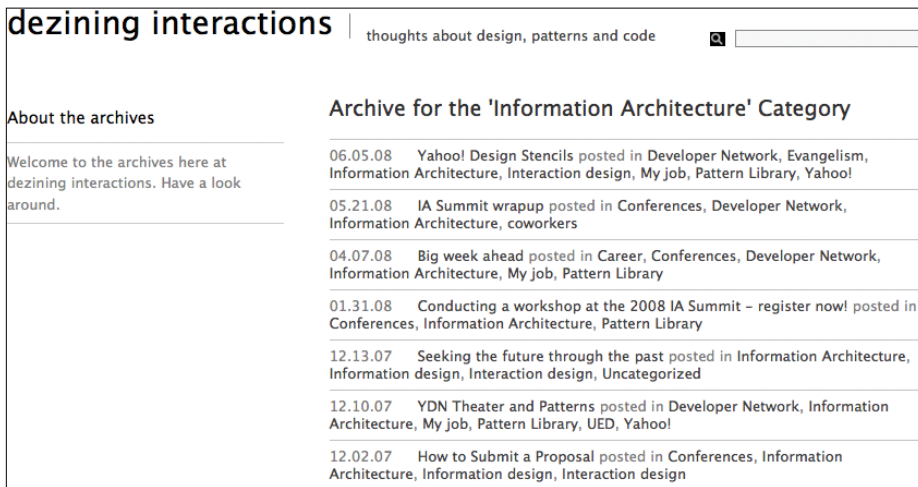 dezining interactions
thoughts about design, patterns and code
About the archives
Welcome to the archives here at
dezining interactions. Have a look
around.
Archive for the 'Information Architecture' Category
06.05.08 Yahoo! Design Stencils posted in Developer Network, Evangelism,
Information Architecture, Interaction design, My job, Pattern Library, Yahoo!
05.21.08 IA Summit wrapup posted in Conferences, Developer Network,
Information Architecture, coworkers
04.07.08 Big week ahead posted in Career, Conferences, Developer Network,
Information Architecture, My job, Pattern Library
01.31.08 Conducting a workshop at the 2008 IA Summit – register now! posted in
Conferences, Information Architecture, Pattern Library
12.13.07 Seeking the future through the past posted in Information Architecture,
Information design, Interaction design, Uncategorized
12.10.07 YDN Theater and Patterns posted in Developer Network, Information
Architecture, My job, Pattern Library, UED, Yahoo!
12.02.07 How to Submit a Proposal posted in Conferences, Information
Architecture, Information design, Interaction design